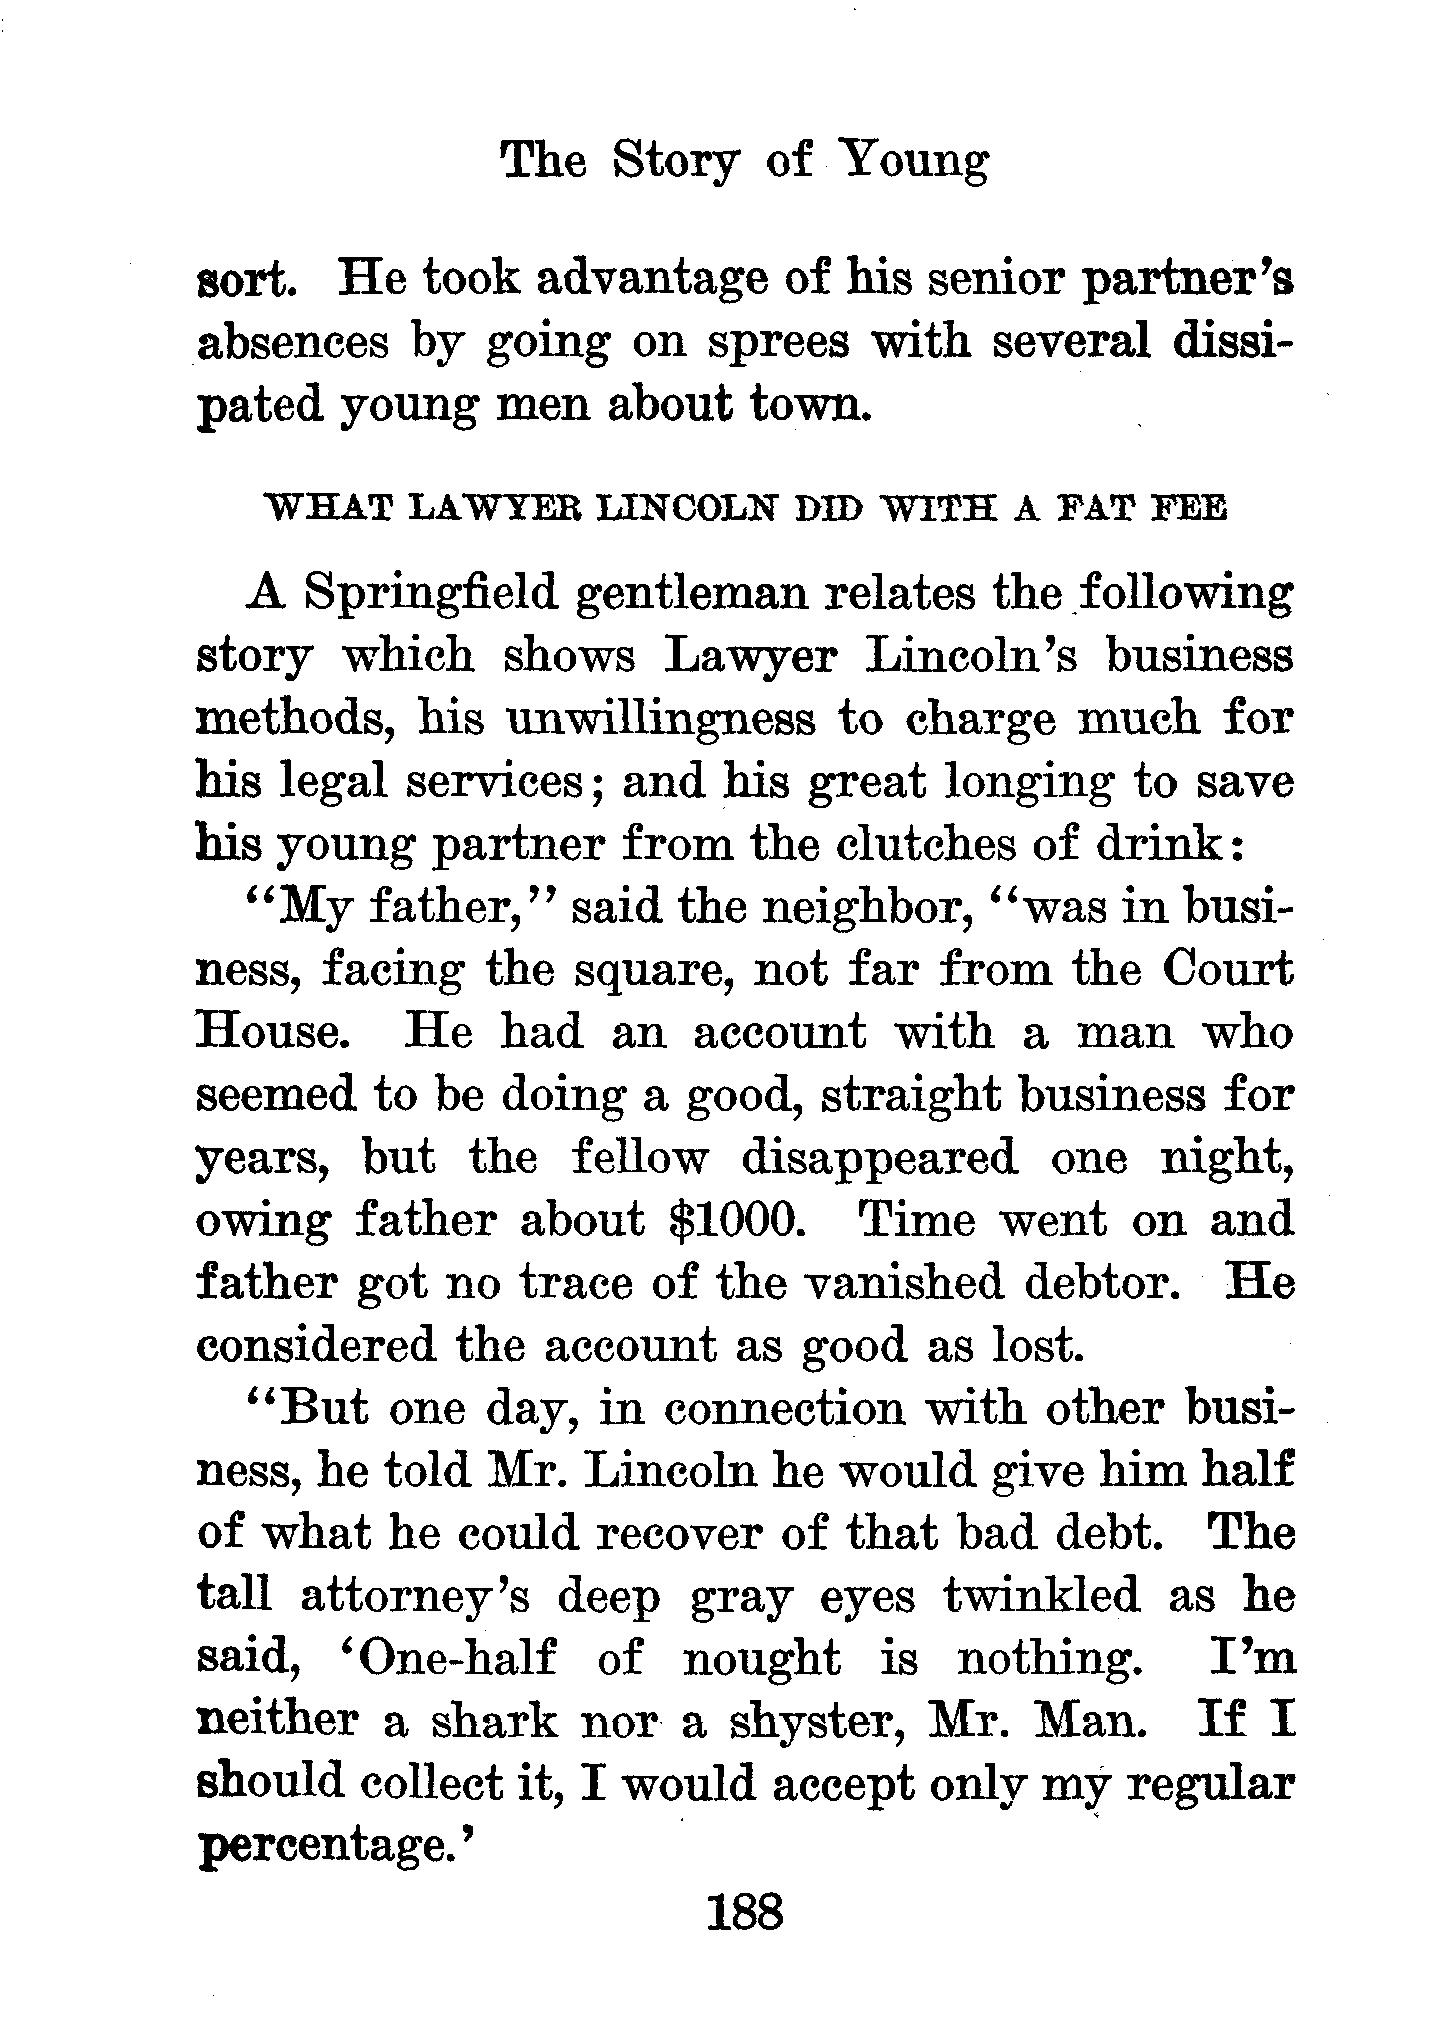 The Story of Young
sort. He took advantage of his senior partner's
absences by going on sprees with several dissi-
pated young men about town.
WHAT LAWYER LINCOLN DID WITH A FAT FEE
A Springfield gentleman relates the following
story which shows Lawyer Lincoln's business
methods, his unwillingness to charge much for
his legal services; and his great longing to save
his young partner from the clutches of drink:
"My father," said the neighbor, "was in busi-
ness, facing the square, not far from the Court
House. He had an account with a man who
seemed to be doing a good, straight business for
years, but the fellow disappeared one night,
owing father about $1000. Time went on and
father got no trace of the vanished debtor. He
considered the account as good as lost.
"But one day, in connection with other busi-
ness, he told Mr. Lincoln he would give him half
of what he could recover of that bad debt. The
tall attorney's deep gray eyes twinkled as he
said, 'One-half of nought is nothing. I'm
neither a shark nor a shyster, Mr. Man. If I
should collect it, I would accept only my regular
percentage.'
188